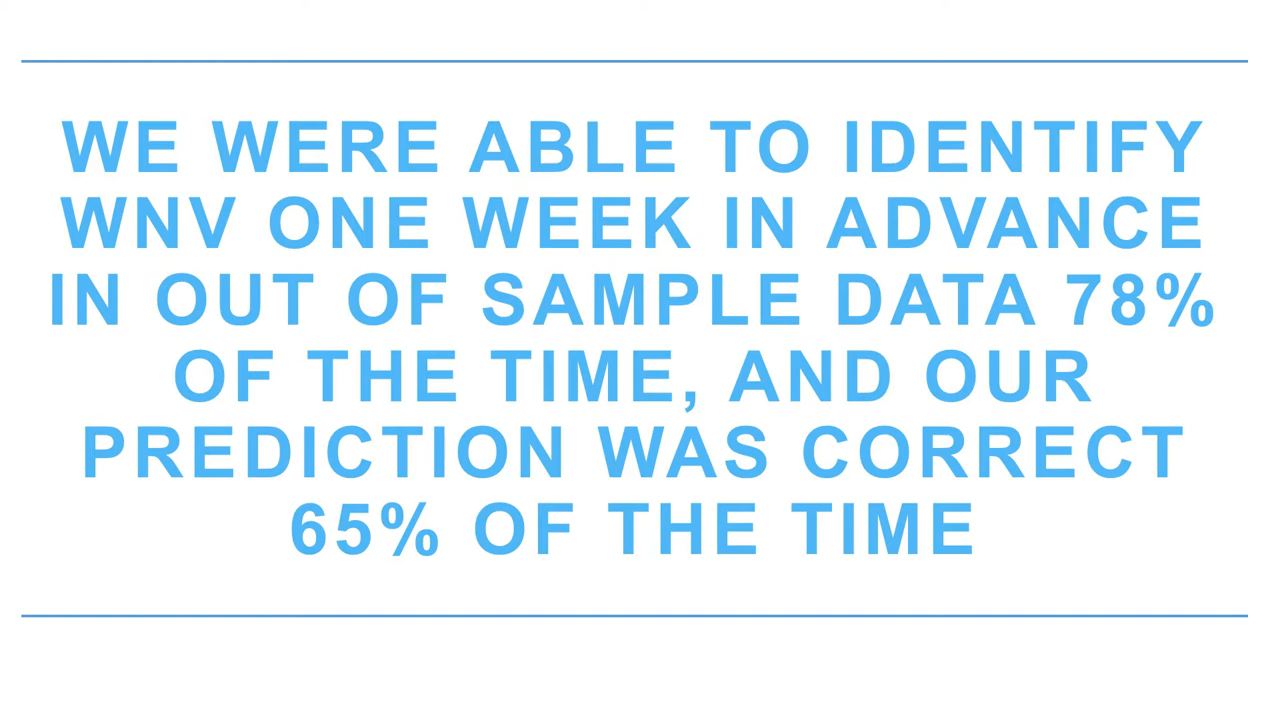 WE WERE ABLE TO IDENTIFY
WNV ONE WEEK IN ADVANCE
IN OUT OF SAMPLE DATA 78%
OF THE TIME, AND OUR
PREDICTION WAS CORRECT
65% OF THE TIME